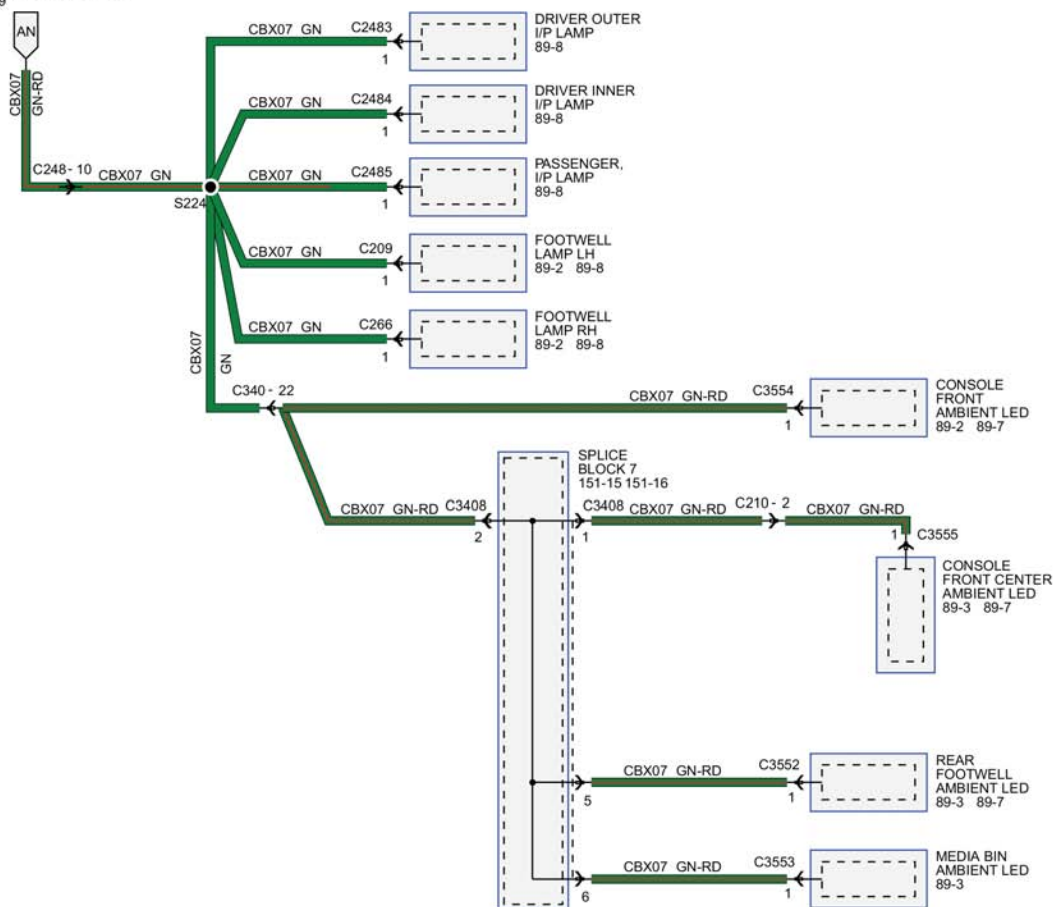 9
AN
CBX07
GN-RD
C248 - 10
CBX07 GN
S224
CBX07 GN
C2483
1
DRIVER OUTER
I/P LAMP
89-8
CBX07 GN
C2484
1
DRIVER INNER
I/P LAMP
89-8
CBX07 GN
C2485
1
PASSENGER,
I/P LAMP
89-8
CBX07 GN
C209
1
FOOTWELL
LAMP LH
89-2 89-8
CBX07 GN
C266
1
FOOTWELL
LAMP RH
89-2 89-8
CBX07
GN
C340 - 22
CBX07 GN-RD
C3554
1
CONSOLE
FRONT
AMBIENT LED
89-2 89-7
SPLICE
BLOCK 7
151-15 151-16
CBX07 GN-RD
C3408
2
C3408
1
CBX07 GN-RD
C210 - 2
CBX07 GN-RD
1
C3555
CONSOLE
FRONT CENTER
AMBIENT LED
89-3 89-7
5
CBX07 GN-RD
C3552
1
REAR
FOOTWELL
AMBIENT LED
89-3 89-7
6
CBX07 GN-RD
C3553
1
MEDIA BIN
AMBIENT LED
89-3